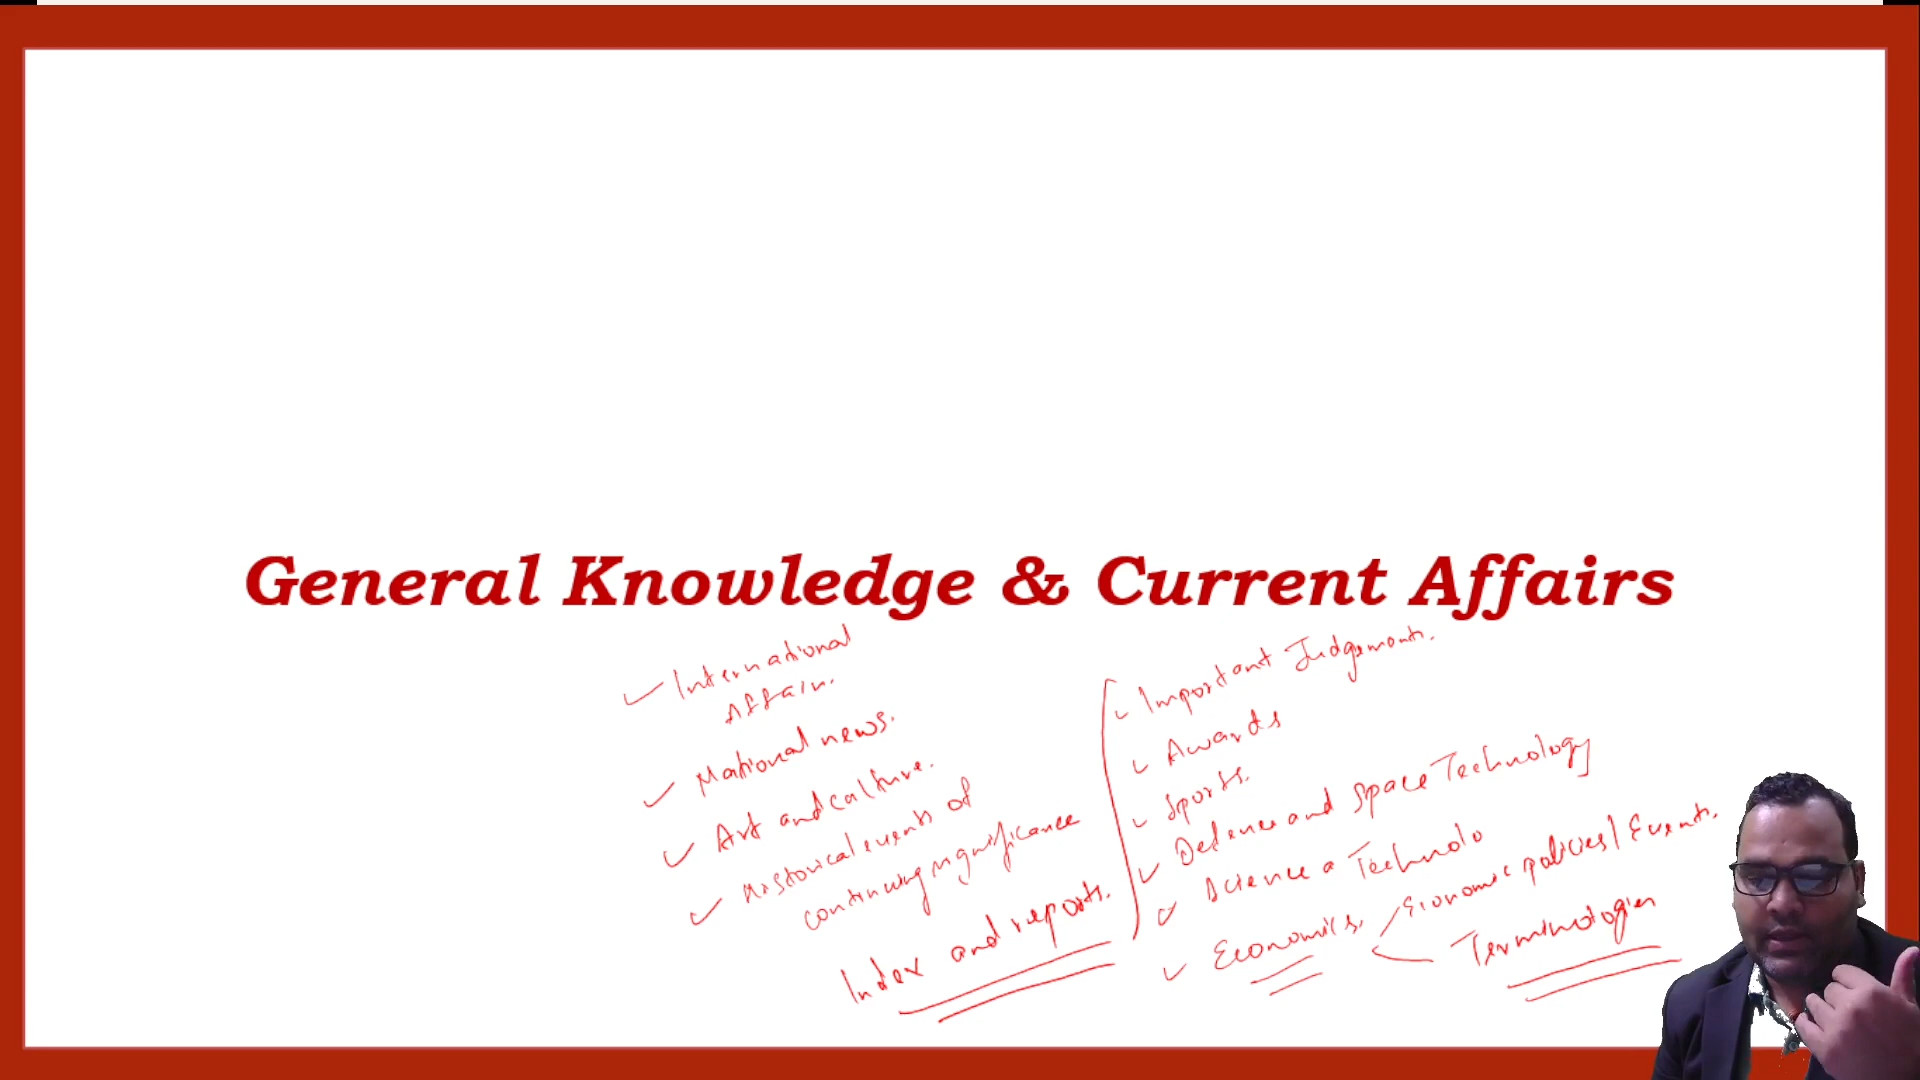 General Knowledge & Current Affairs
International
Affair.
National news.
Art and culture.
Historical events of
continuing significance
Index and reports.
Important Judgements.
Awards
Sports.
Defence and Space Technology
Science a Technolo
Economics.
Economic policies/ Events.
Terminologies